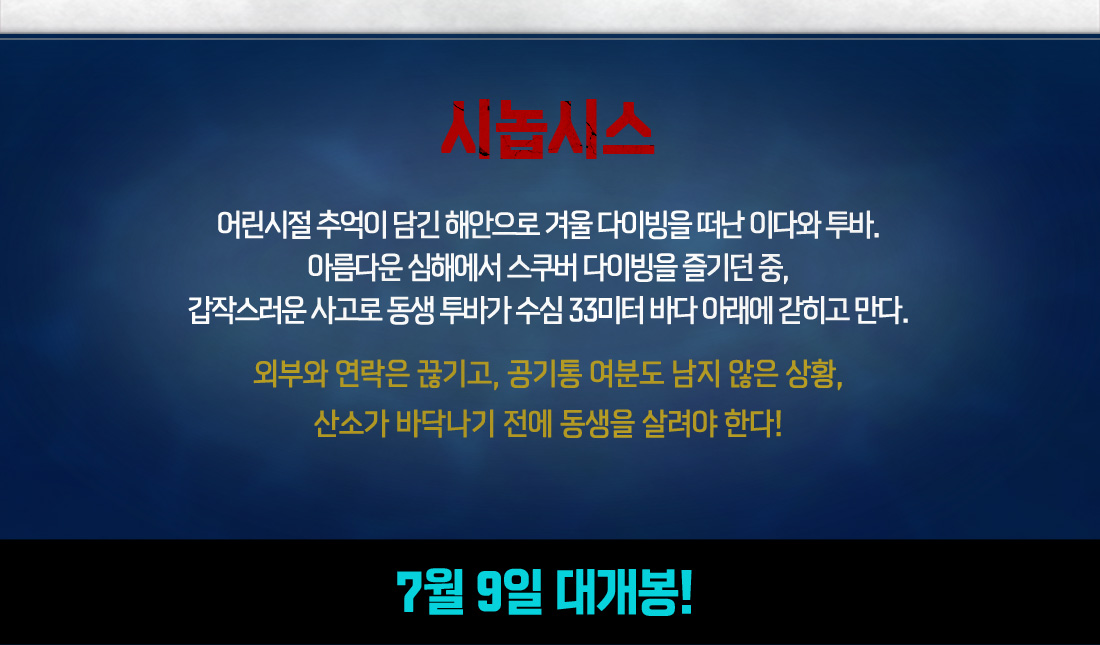 시놉시스
어린시절 추억이 담긴 해안으로 겨울 다이빙을 떠난 이다와 투바.
아름다운 심해에서 스쿠버 다이빙을 즐기던 중,
갑작스러운 사고로 동생 투바가 수심 33미터 바다 아래에 갇히고 만다.
외부와 연락은 끊기고, 공기통 여분도 남지 않은 상황,
산소가 바닥나기 전에 동생을 살려야 한다!
7월 9일 대개봉!